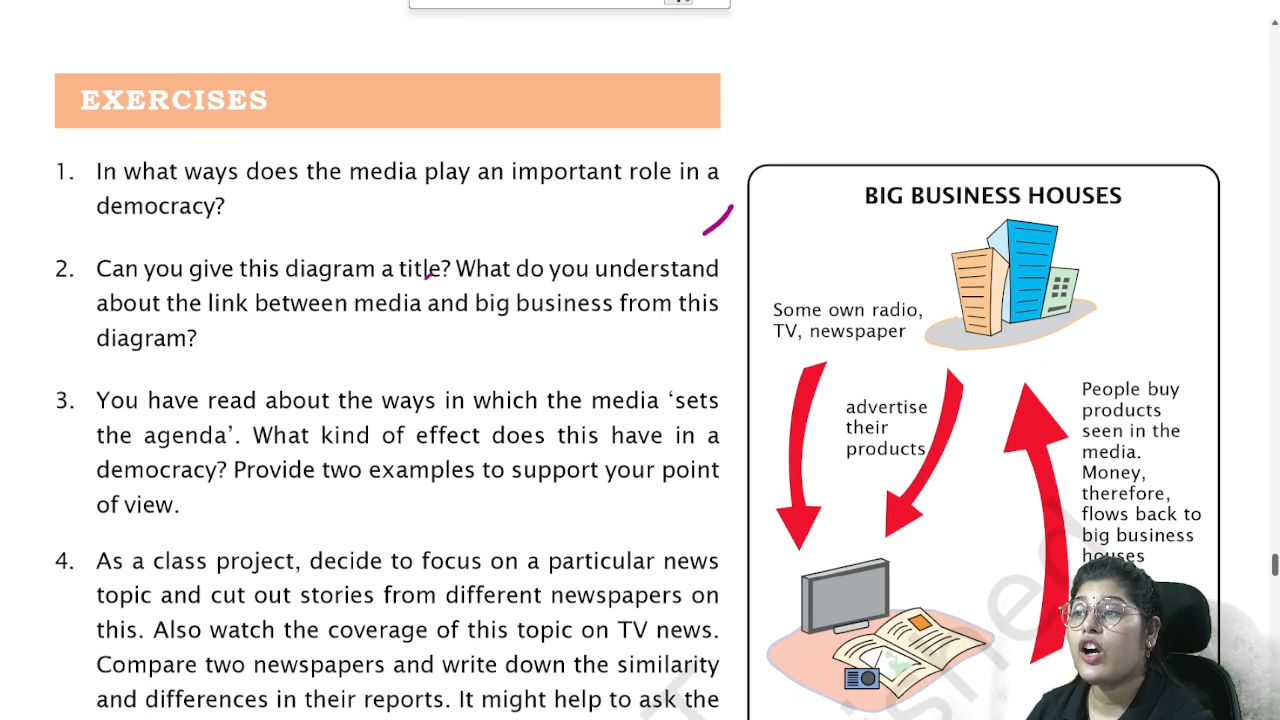 EXERCISES
1. In what ways does the media play an important role in a
democracy?
2. Can you give this diagram a title? What do you understand
about the link between media and big business from this
diagram?
3. You have read about the ways in which the media ‘sets
the agenda’. What kind of effect does this have in a
democracy? Provide two examples to support your point
of view.
4. As a class project, decide to focus on a particular news
topic and cut out stories from different newspapers on
this. Also watch the coverage of this topic on TV news.
Compare two newspapers and write down the similarity
and differences in their reports. It might help to ask the
BIG BUSINESS HOUSES
Some own radio,
TV, newspaper
advertise
their
products
People buy
products
seen in the
media.
Money,
therefore,
flows back to
big business
houses